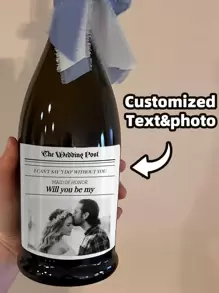 Customized
Text&photo
The Wedding Post
I CAN'T SAY "I DO" WITHOUT YOU
MAID OF HONOR
Will you be my